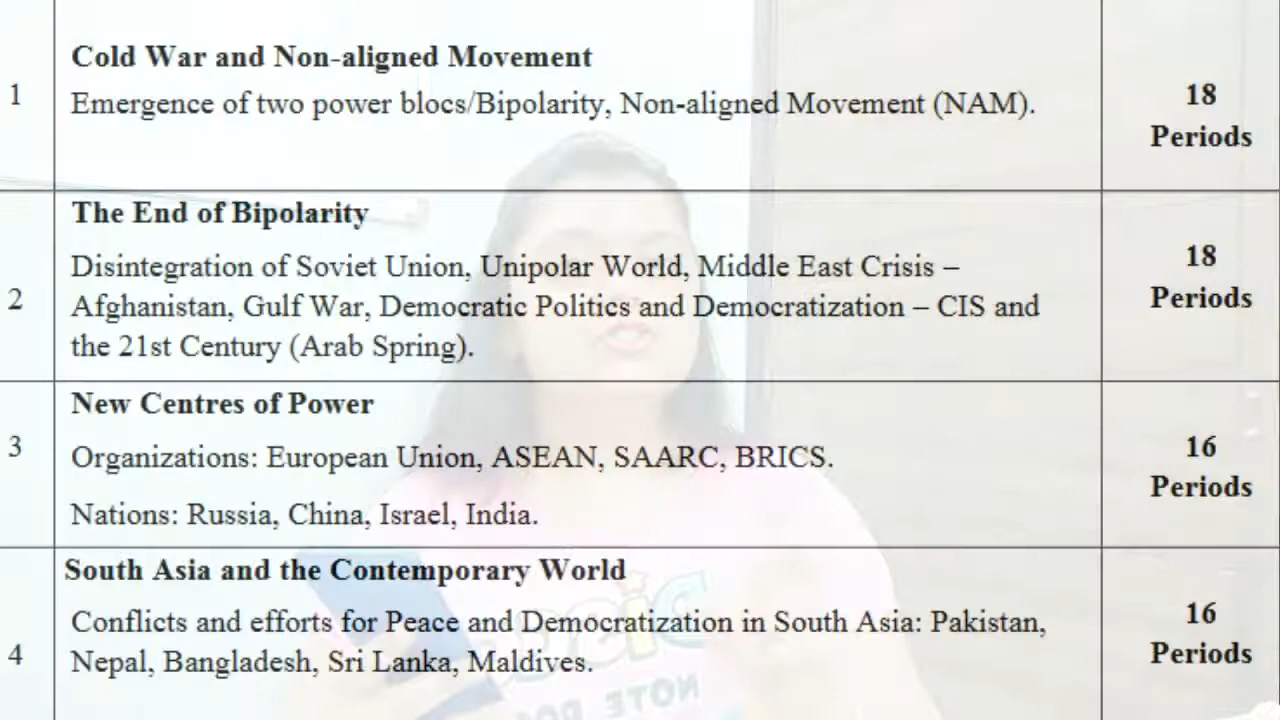 Cold War and Non-aligned Movement
1
Emergence of two power blocs/Bipolarity, Non-aligned Movement (NAM).
18
Periods
The End of Bipolarity
2
Disintegration of Soviet Union, Unipolar World, Middle East Crisis –
Afghanistan, Gulf War, Democratic Politics and Democratization – CIS and
the 21st Century (Arab Spring).
18
Periods
New Centres of Power
3
Organizations: European Union, ASEAN, SAARC, BRICS.
Nations: Russia, China, Israel, India.
16
Periods
South Asia and the Contemporary World
4
Conflicts and efforts for Peace and Democratization in South Asia: Pakistan,
Nepal, Bangladesh, Sri Lanka, Maldives.
16
Periods
NOTE